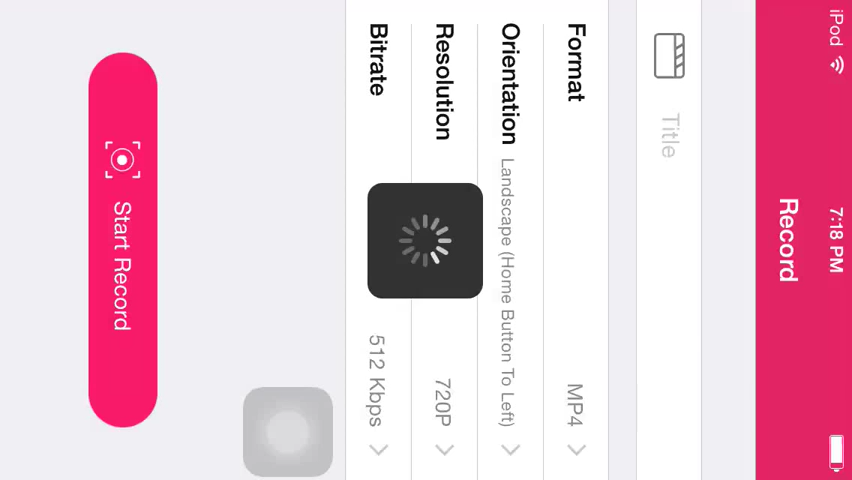 iPod 7:18 PM
Record
Title
Format MP4
Orientation Landscape (Home Button To Left)
Resolution 720P
Bitrate 512 Kbps
Start Record